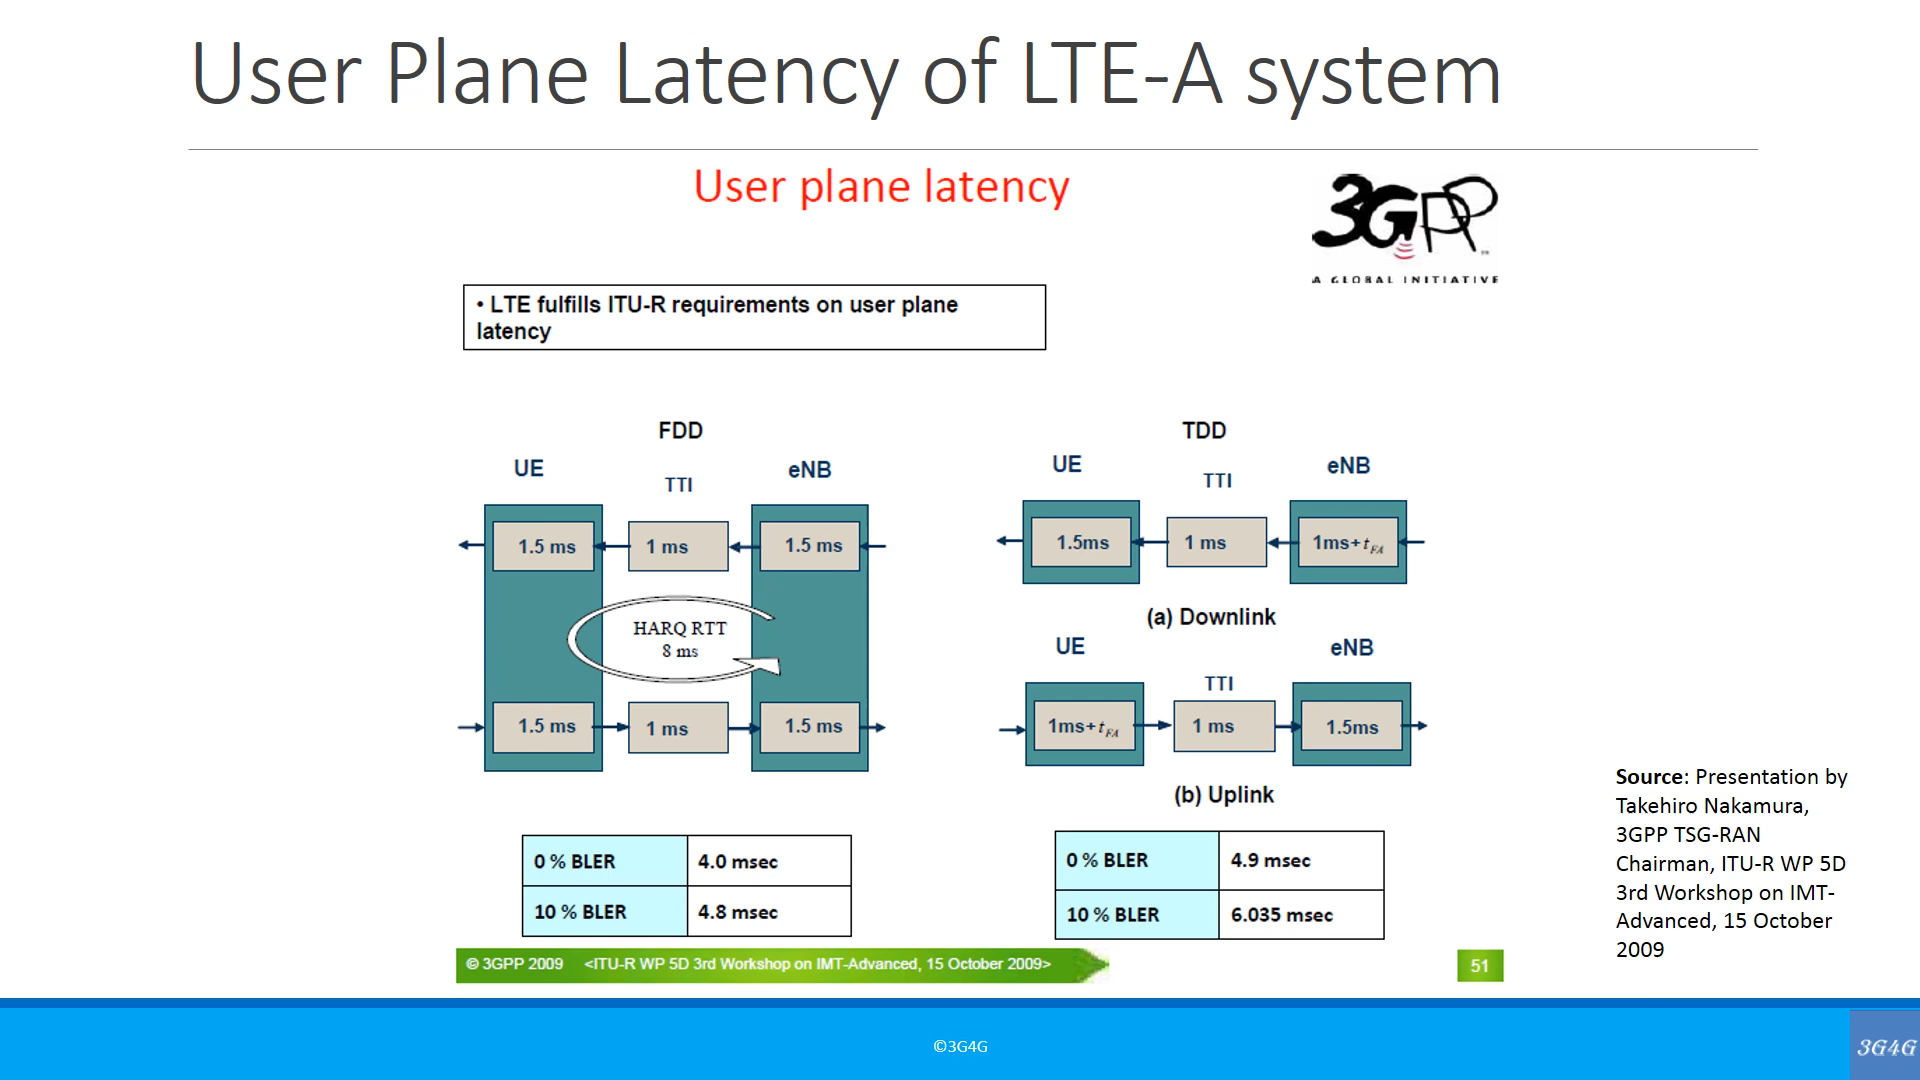 User Plane Latency of LTE-A system
User plane latency
3GPP
A GLOBAL INITIATIVE
• LTE fulfills ITU-R requirements on user plane
latency
FDD
UE
TTI
eNB
1.5 ms
1 ms
1.5 ms
HARQ RTT
8 ms
1.5 ms
1 ms
1.5 ms
0 % BLER 4.0 msec
10 % BLER 4.8 msec
TDD
UE
TTI
eNB
1.5ms
1 ms
1ms+tFA
(a) Downlink
UE
TTI
eNB
1ms+tFA
1 ms
1.5ms
(b) Uplink
0 % BLER 4.9 msec
10 % BLER 6.035 msec
Source: Presentation by
Takehiro Nakamura,
3GPP TSG-RAN
Chairman, ITU-R WP 5D
3rd Workshop on IMT-
Advanced, 15 October
2009
© 3GPP 2009 <ITU-R WP 5D 3rd Workshop on IMT-Advanced, 15 October 2009>
51
©3G4G
3G4G